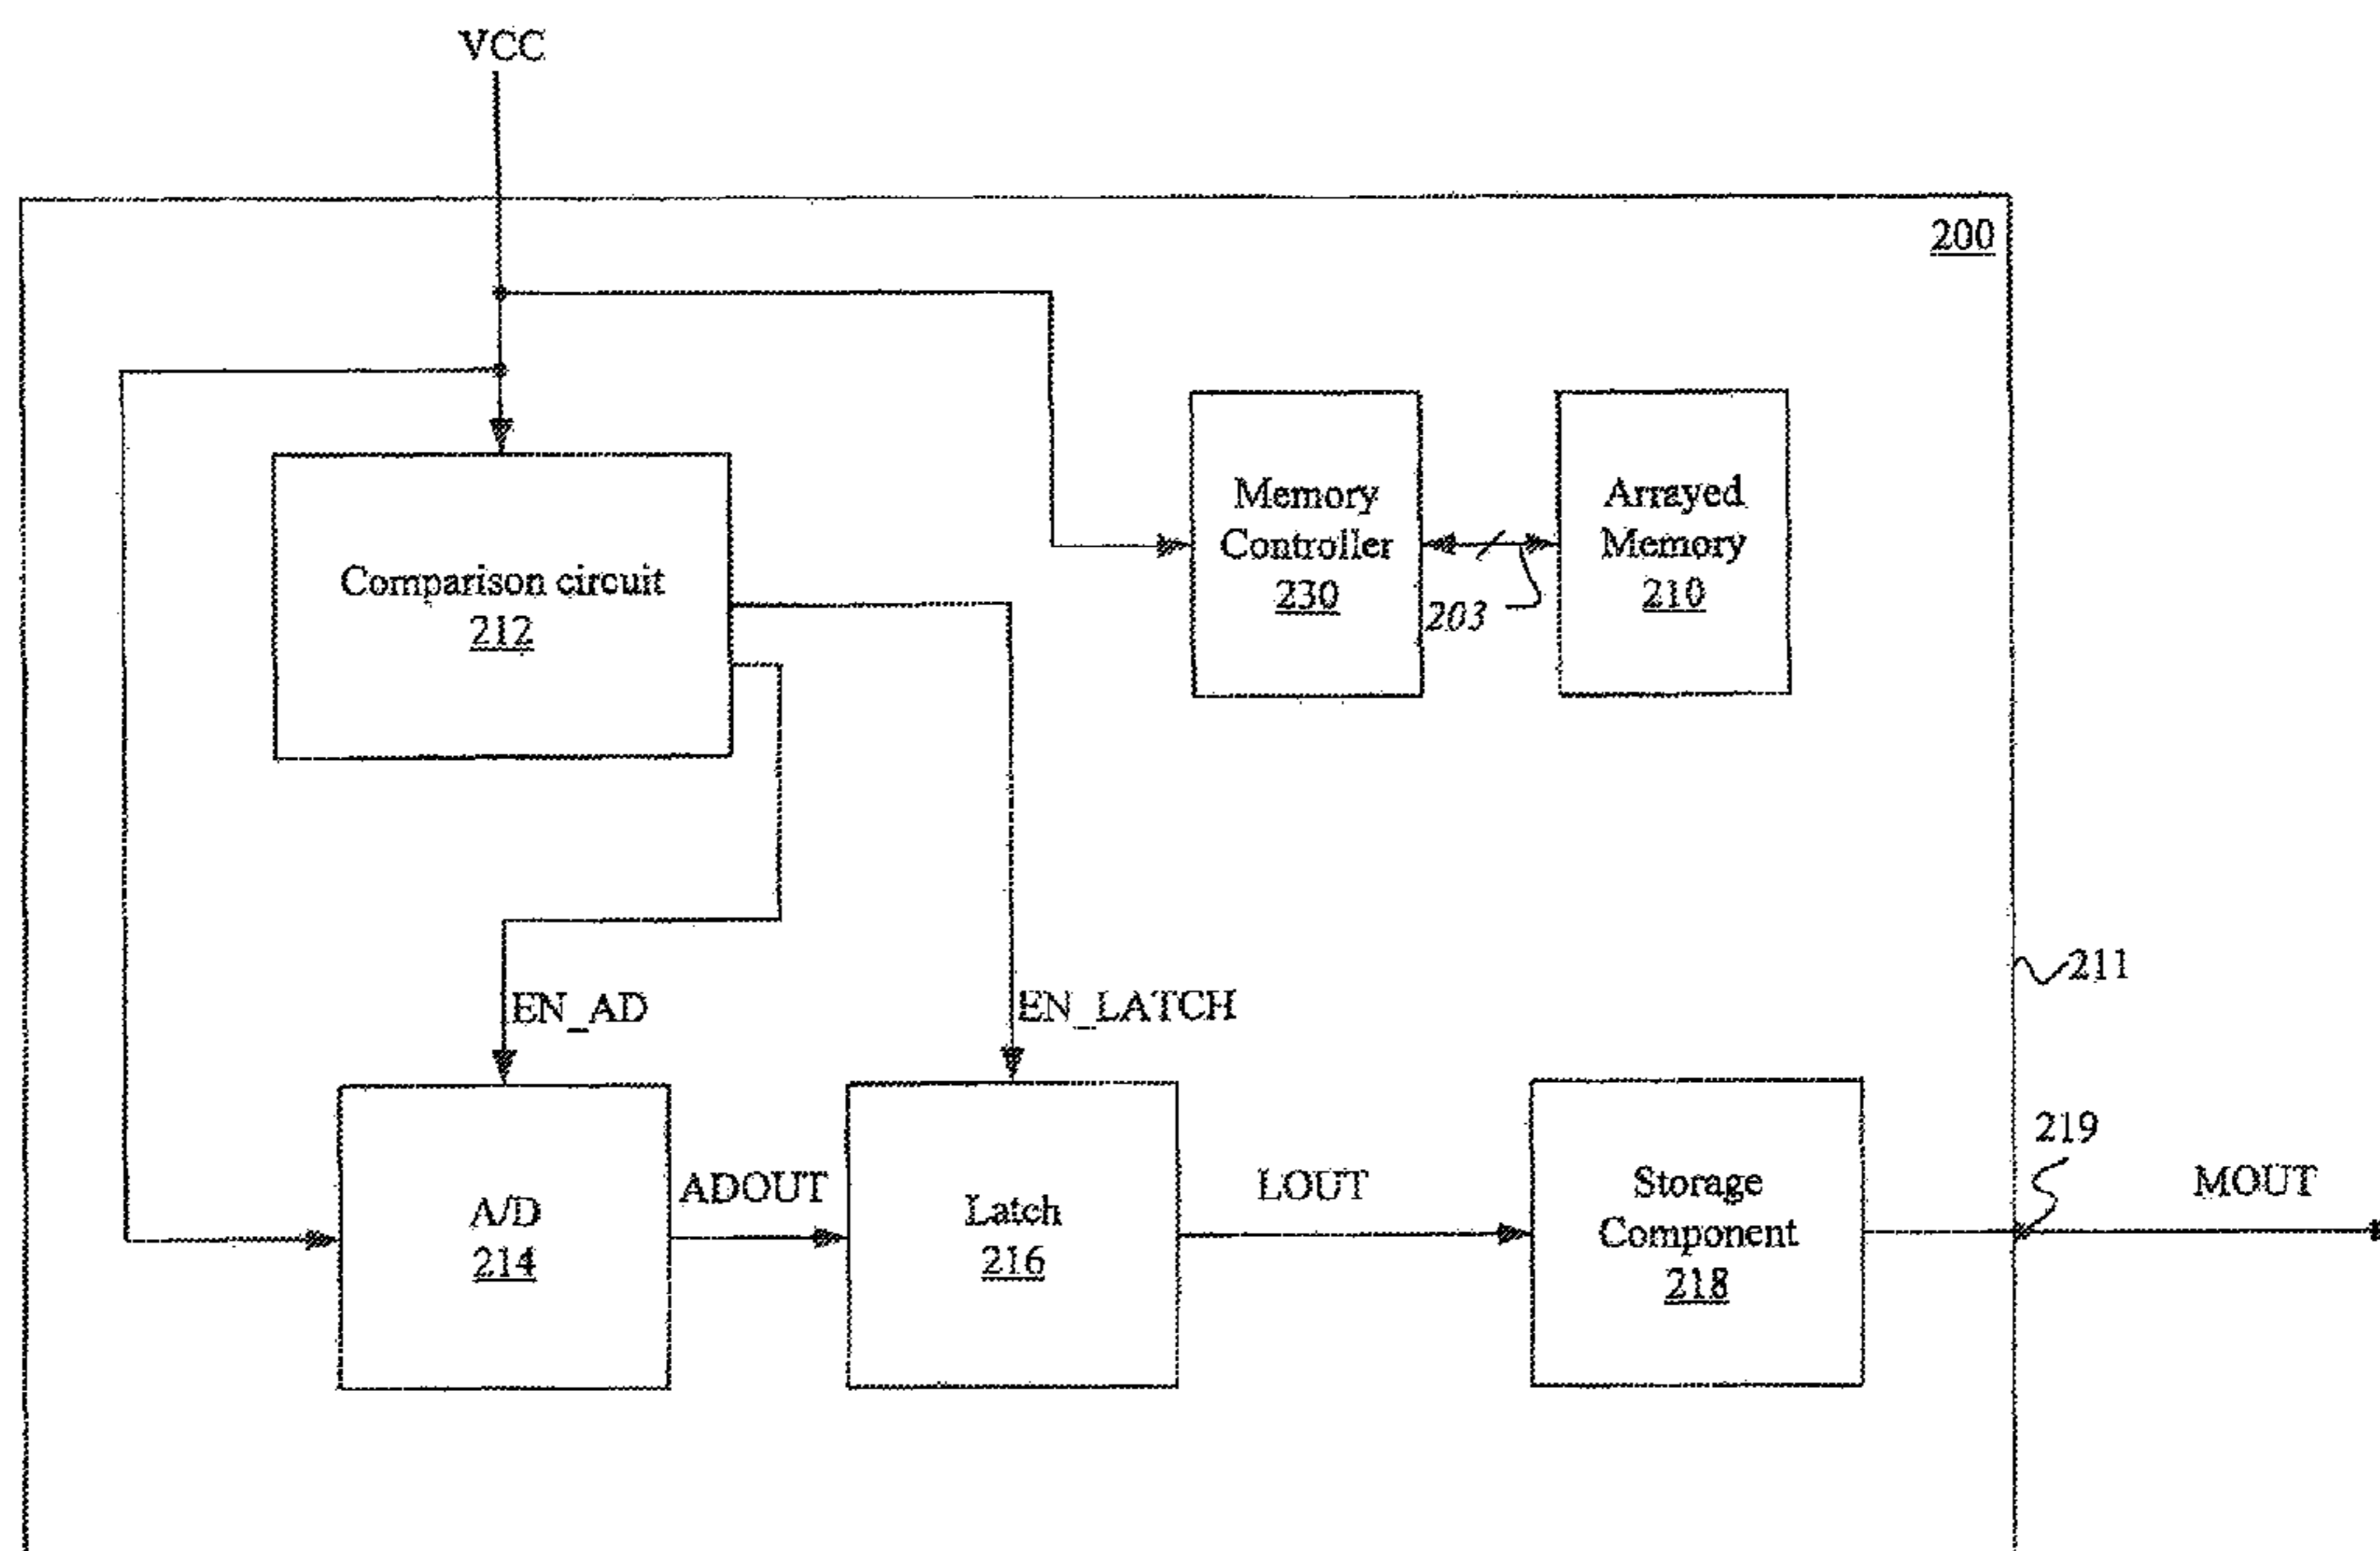 VCC
200
Memory
Controller
230
Arrayed
Memory
210
203
Comparison circuit
212
211
EN_AD
EN_LATCH
219
A/D
214
ADOUT
Latch
216
LOUT
Storage
Component
218
MOUT